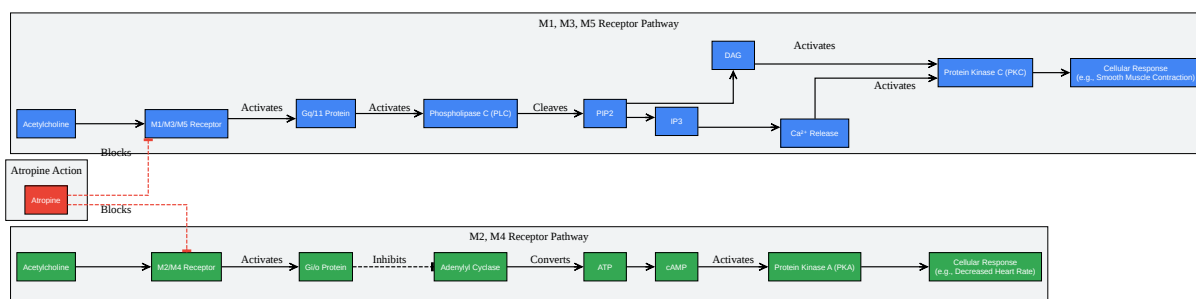 M1, M3, M5 Receptor Pathway
Acetylcholine
M1/M3/M5 Receptor
Activates
Gq/11 Protein
Activates
Phospholipase C (PLC)
Cleaves
PIP2
DAG
IP3
Activates
Ca²⁺ Release
Activates
Protein Kinase C (PKC)
Cellular Response
(e.g., Smooth Muscle Contraction)
Blocks
Atropine Action
Atropine
Blocks
M2, M4 Receptor Pathway
Acetylcholine
M2/M4 Receptor
Activates
Gi/o Protein
Inhibits
Adenylyl Cyclase
Converts
ATP
cAMP
Activates
Protein Kinase A (PKA)
Cellular Response
(e.g., Decreased Heart Rate)